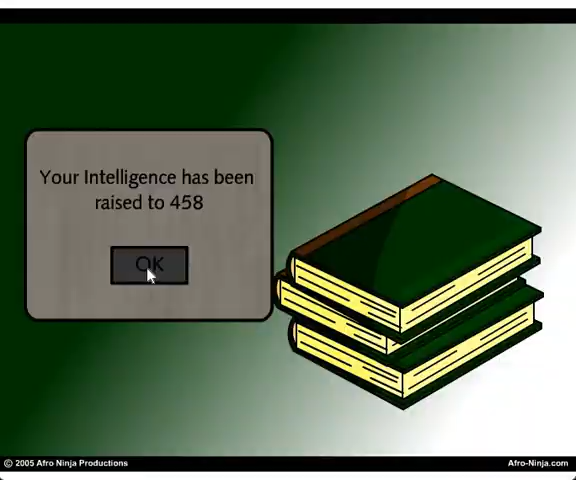 Your Intelligence has been
raised to 458
OK
© 2005 Afro Ninja Productions
Afro-Ninja.com